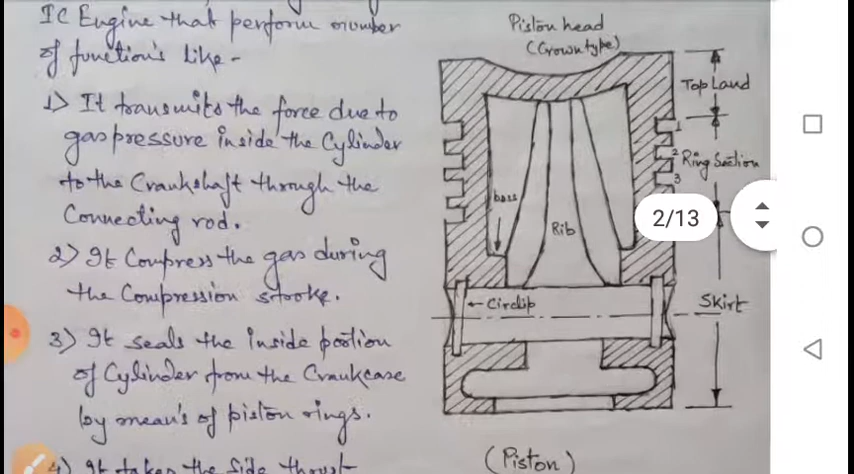 IC Engine that perform number
of function's like -
1) It transmits the force due to
gas pressure inside the Cylinder
to the Crankshaft through the
Connecting rod.
2) It Compress the gas during
the Compression stroke.
3) It seals the inside portion
of Cylinder from the Crankcase
by mean's of piston rings.
4) It takes the Side thrust
Piston head
(Crown type)
Top Land
1
2 Ring Section
3
boss
Rib
2/13
Circlip
Skirt
(Piston)